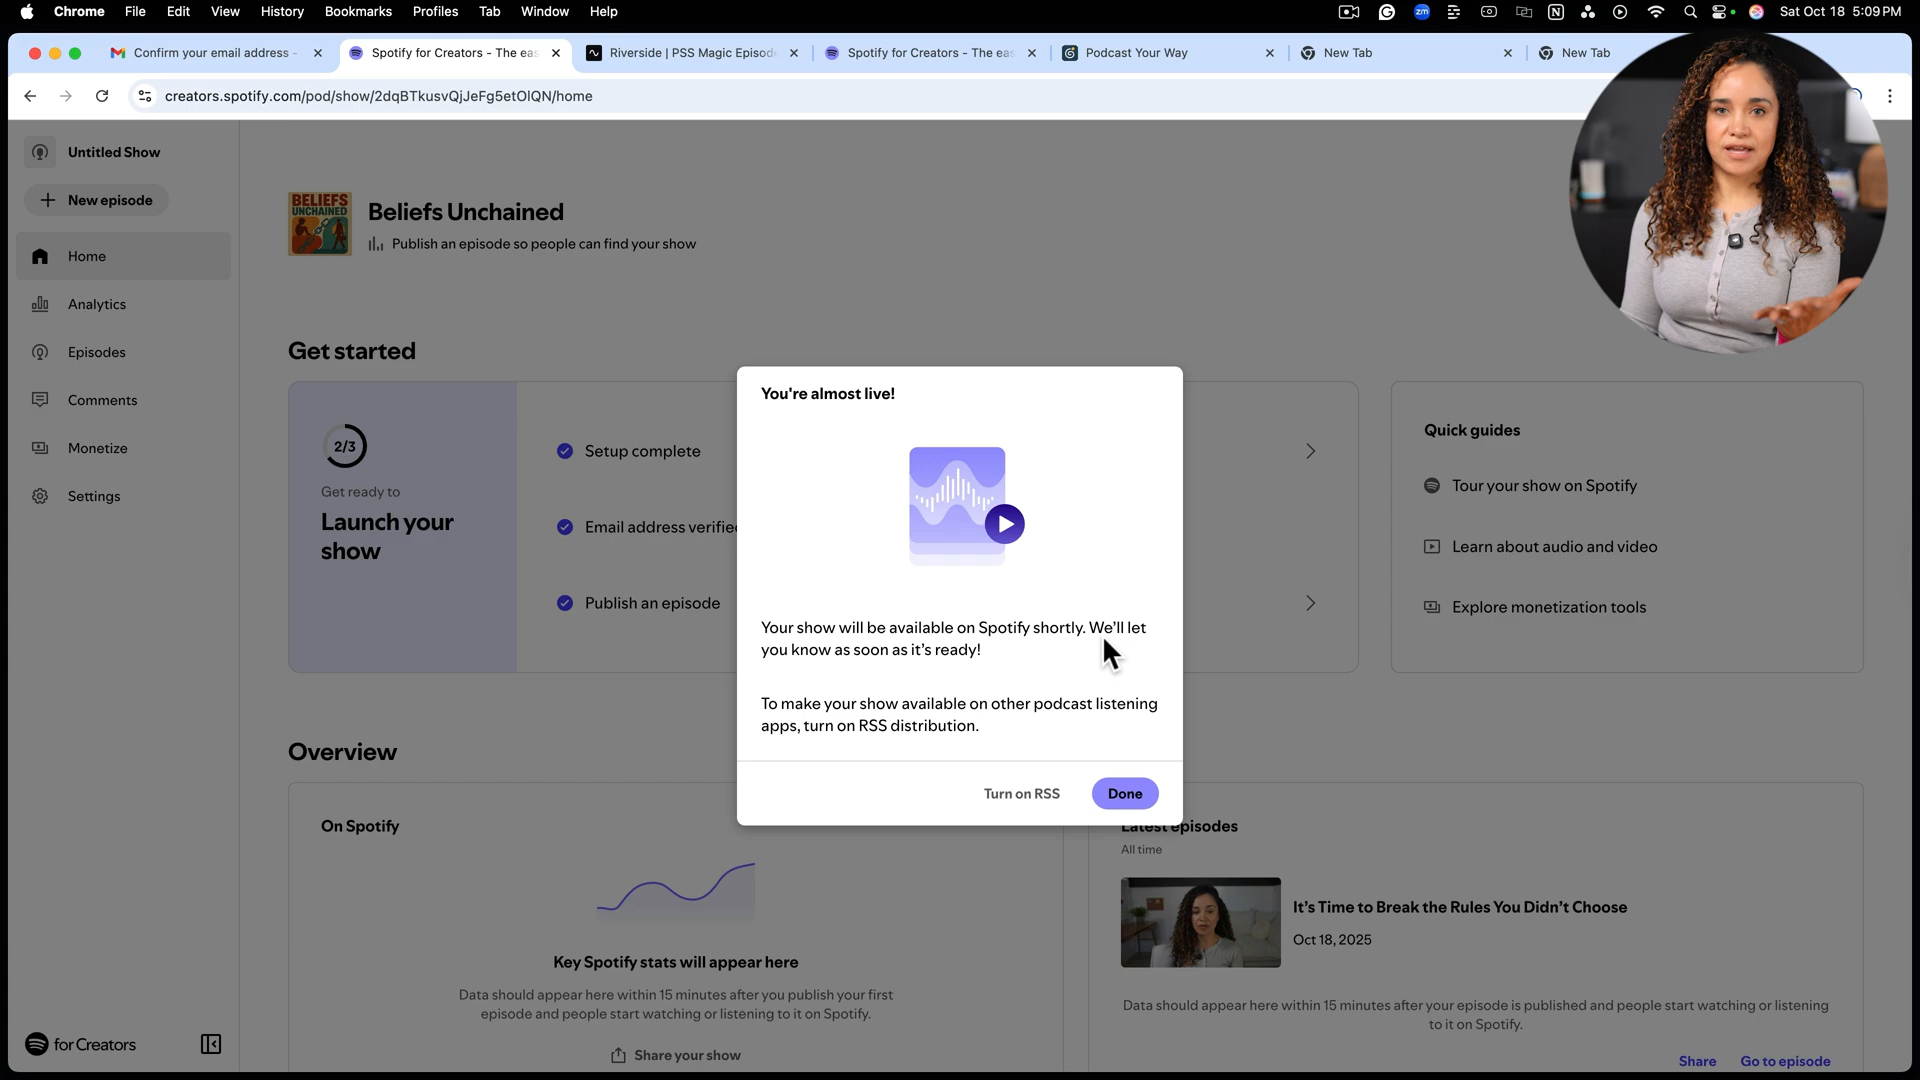 Chrome File Edit View History Bookmarks Profiles Tab Window Help
zm
Sat Oct 18 5:09 PM
Confirm your email address -
Spotify for Creators - The eas
Riverside | PSS Magic Episode
Spotify for Creators - The eas
Podcast Your Way
New Tab
New Tab
creators.spotify.com/pod/show/2dqBTkusvQjJeFg5etOlQN/home
Untitled Show
New episode
Home
Analytics
Episodes
Comments
Monetize
Settings
for Creators
BELIEFS
UNCHAINED
Beliefs Unchained
Publish an episode so people can find your show
Get started
2/3
Get ready to
Launch your
show
Setup complete
Email address verified
Publish an episode
Quick guides
Tour your show on Spotify
Learn about audio and video
Explore monetization tools
You're almost live!
Your show will be available on Spotify shortly. We'll let
you know as soon as it's ready!
To make your show available on other podcast listening
apps, turn on RSS distribution.
Turn on RSS
Done
Overview
On Spotify
Key Spotify stats will appear here
Data should appear here within 15 minutes after you publish your first
episode and people start watching or listening to it on Spotify.
Share your show
Latest episodes
All time
It's Time to Break the Rules You Didn't Choose
Oct 18, 2025
Data should appear here within 15 minutes after your episode is published and people start watching or listening
to it on Spotify.
Share
Go to episode